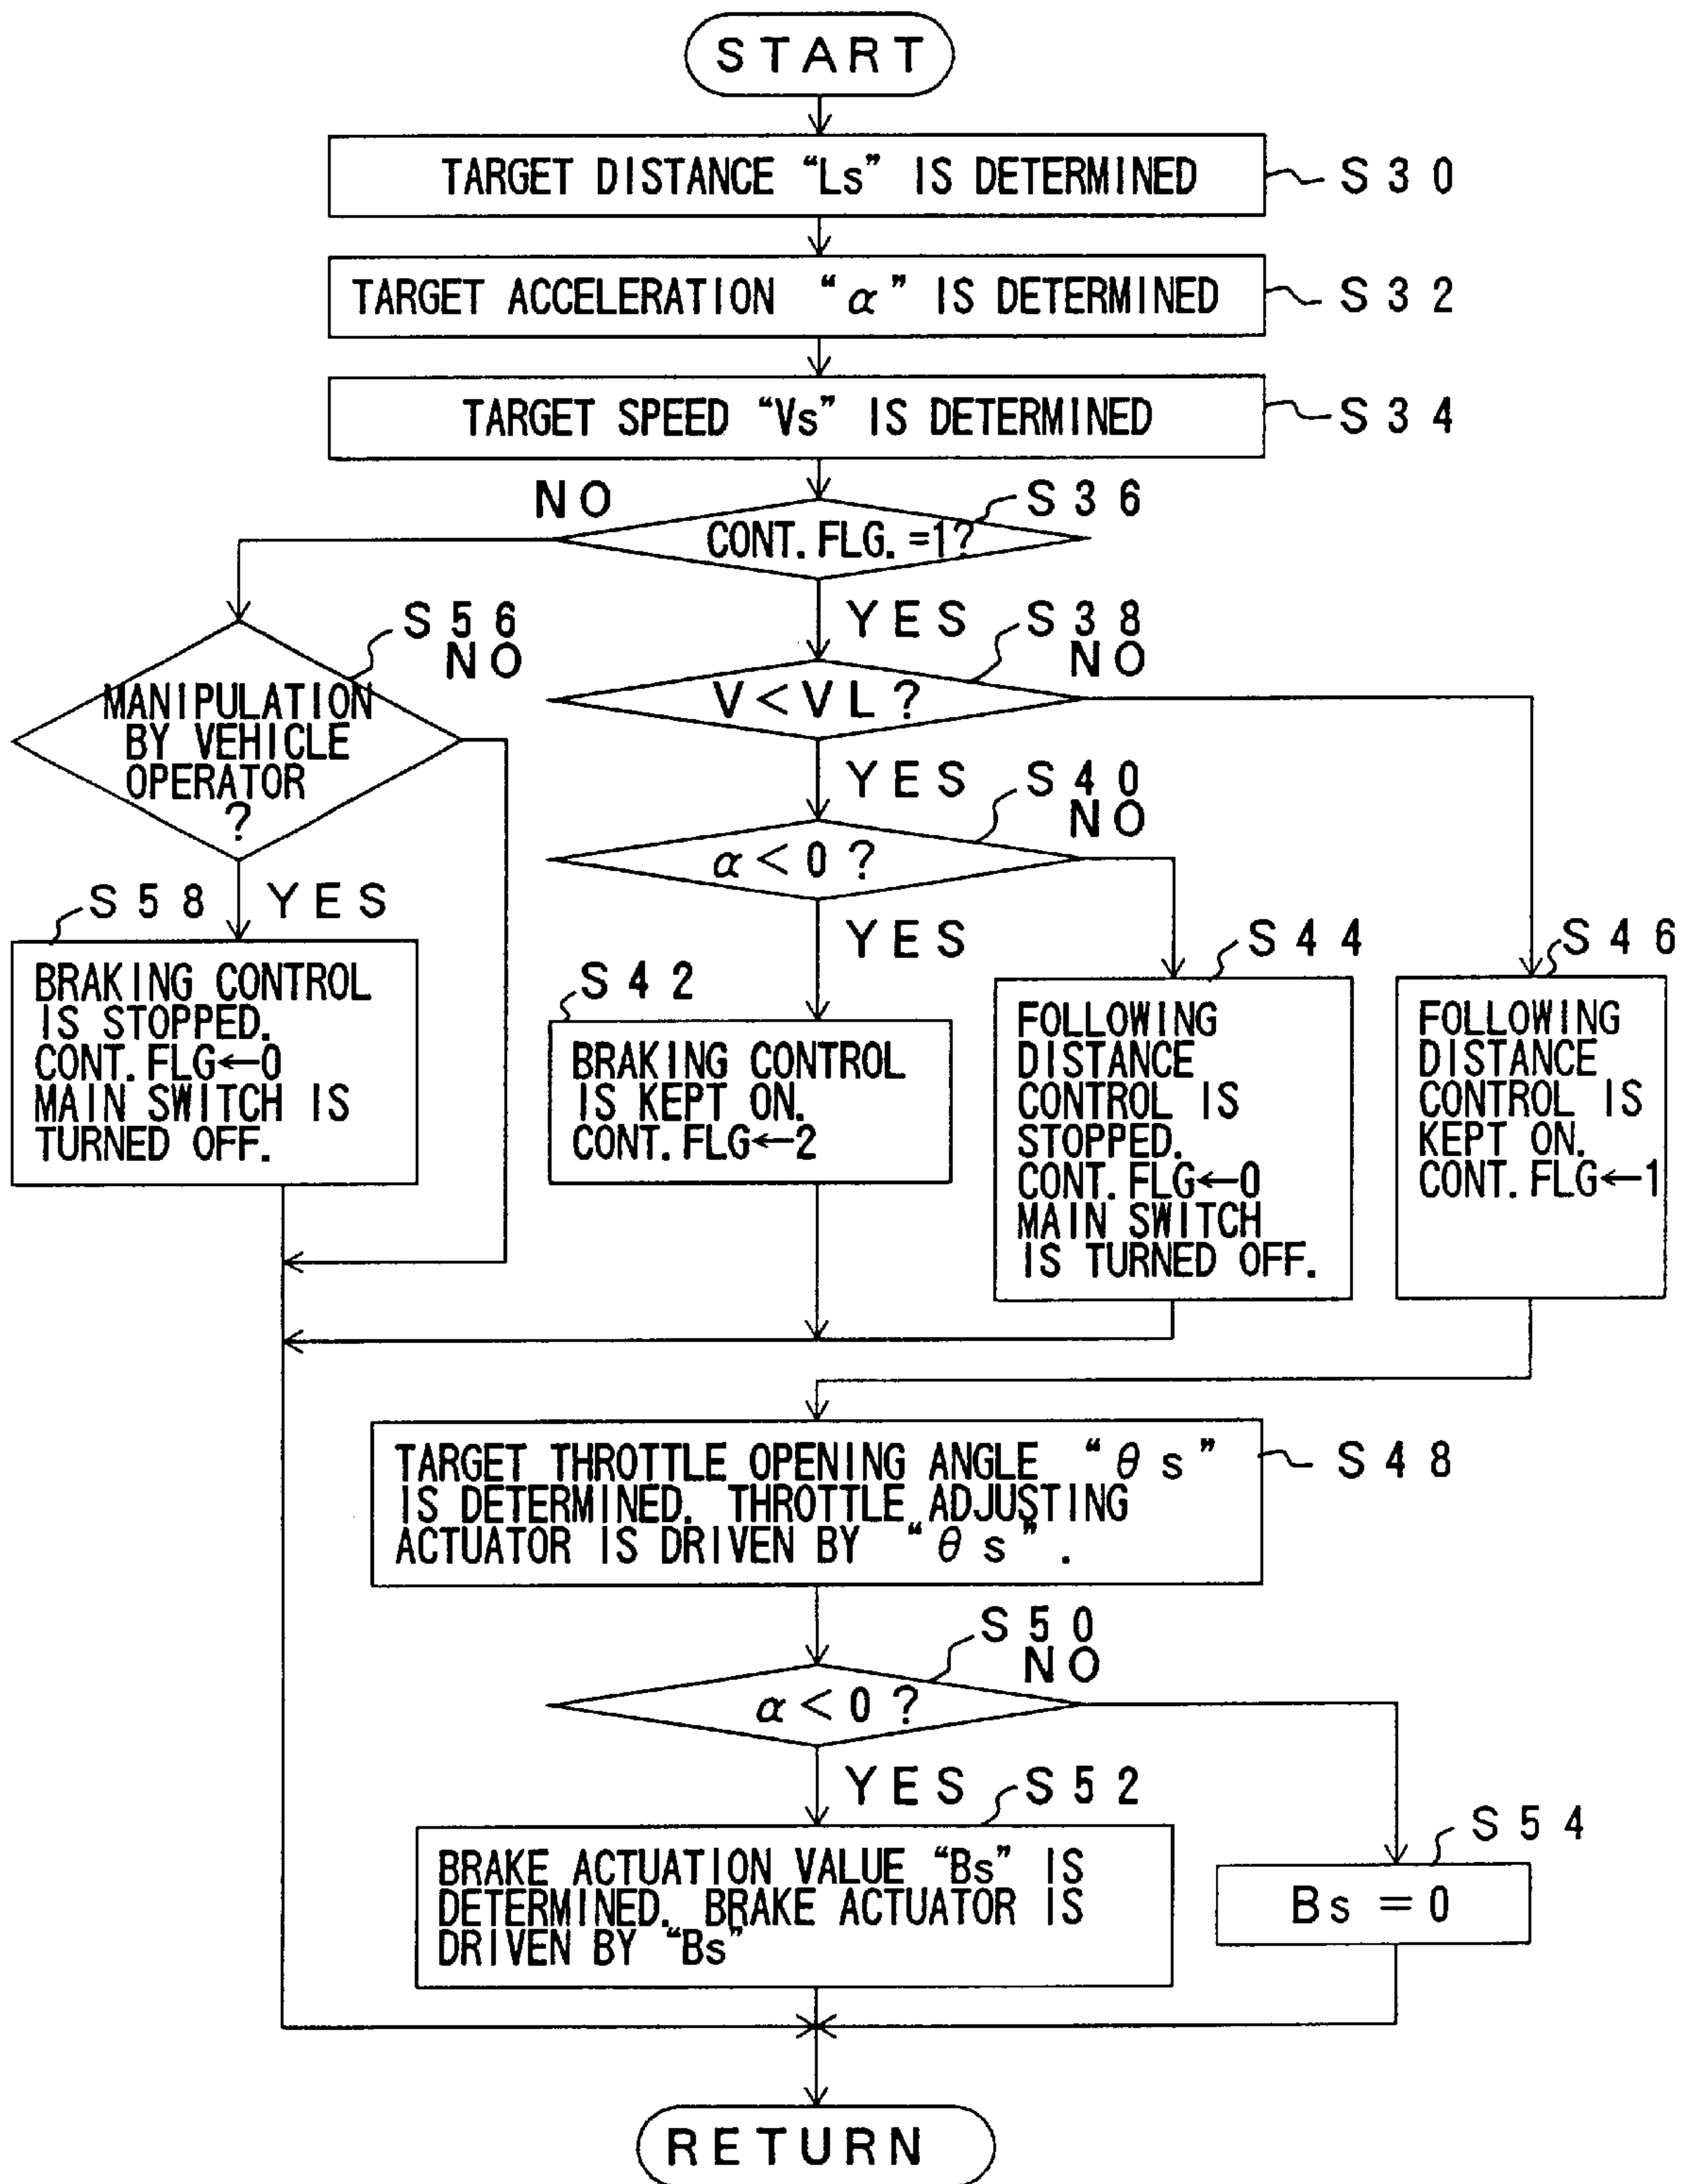 START
TARGET DISTANCE “Ls” IS DETERMINED
S30
TARGET ACCELERATION “α” IS DETERMINED
S32
TARGET SPEED “Vs” IS DETERMINED
S34
NO
S36
CONT. FLG. =1?
YES
S56
NO
MANIPULATION
BY VEHICLE
OPERATOR
?
S38
NO
V<VL?
YES
S40
NO
α<0?
YES
S58
YES
BRAKING CONTROL
IS STOPPED.
CONT. FLG←0
MAIN SWITCH IS
TURNED OFF.
S42
BRAKING CONTROL
IS KEPT ON.
CONT. FLG←2
S44
FOLLOWING
DISTANCE
CONTROL IS
STOPPED.
CONT. FLG←0
MAIN SWITCH
IS TURNED OFF.
S46
FOLLOWING
DISTANCE
CONTROL IS
KEPT ON.
CONT. FLG←1
TARGET THROTTLE OPENING ANGLE “θs”
IS DETERMINED. THROTTLE ADJUSTING
ACTUATOR IS DRIVEN BY “θs”.
S48
S50
NO
α<0?
YES
S52
BRAKE ACTUATION VALUE “Bs” IS
DETERMINED. BRAKE ACTUATOR IS
DRIVEN BY “Bs”
S54
Bs =0
RETURN